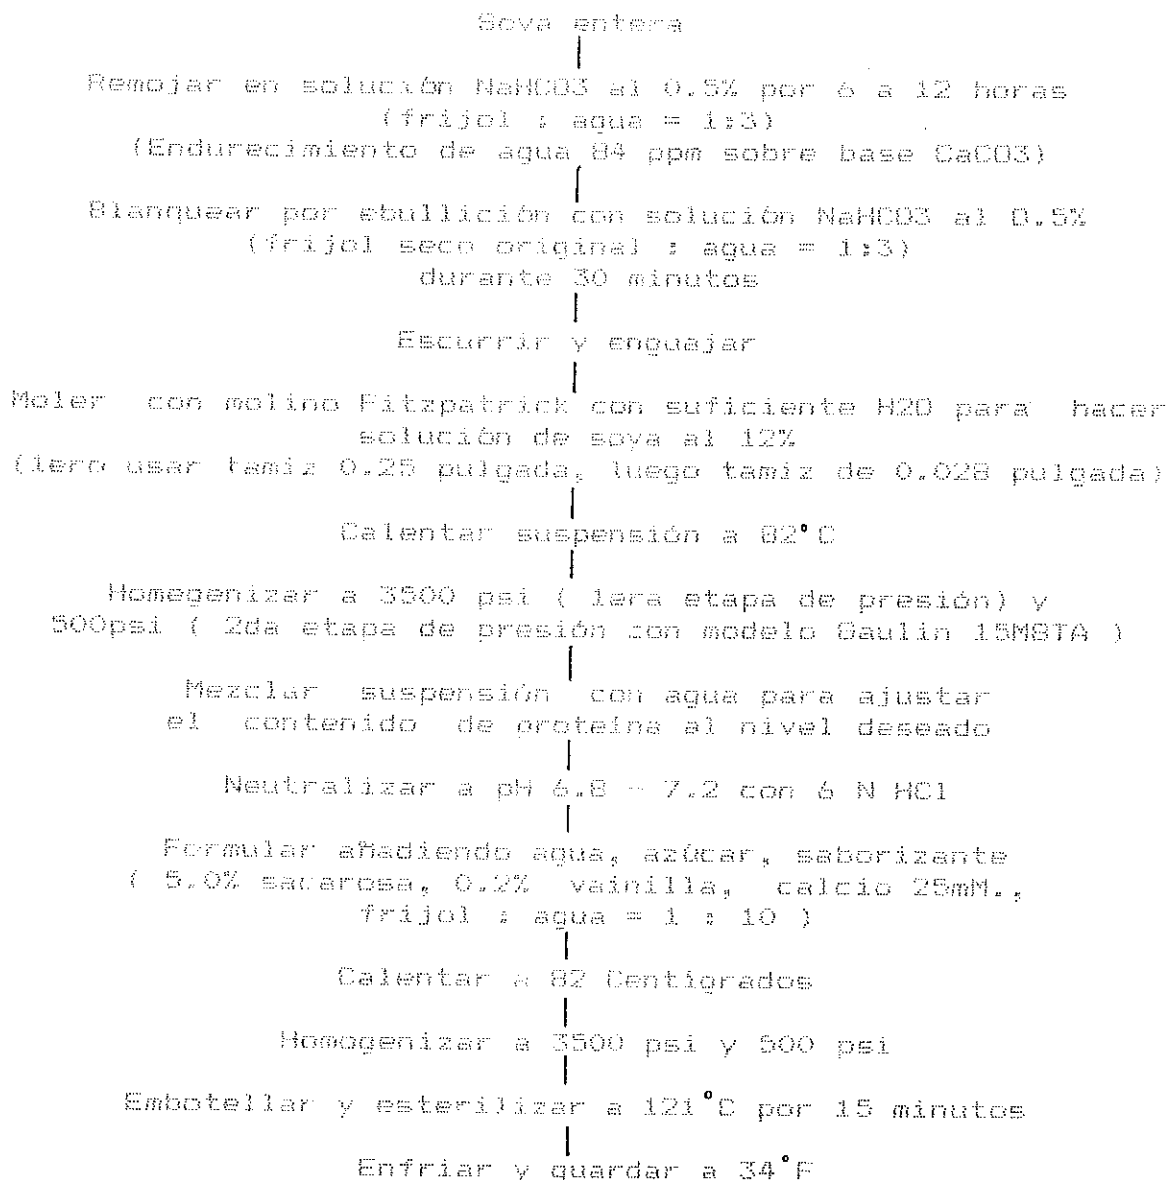 Soya entera
Remojar en solución NaHCO3 al 0.5% por 6 a 12 horas
(frijol : agua = 1:3)
(Endurecimiento de agua 84 ppm sobre base CaCO3)
Blanquear por ebullición con solución NaHCO3 al 0.5%
(frijol seco original : agua = 1:3)
durante 30 minutos
Escurrir y enguajar
Moler con molino Fitzpatrick con suficiente H2O para hacer
solución de soya al 12%
(1ero usar tamiz 0.25 pulgada, luego tamiz de 0.028 pulgada)
Calentar suspensión a 82°C
Homegenizar a 3500 psi ( 1era etapa de presión) y
500psi ( 2da etapa de presión con modelo Gaulin 15M8TA )
Mezclar suspensión con agua para ajustar
el contenido de proteína al nivel deseado
Neutralizar a pH 6.8 - 7.2 con 6 N HCl
Formular añadiendo agua, azúcar, saborizante
( 5.0% sacarosa, 0.2% vainilla, calcio 25mM.,
frijol : agua = 1 : 10 )
Calentar a 82 Centigrados
Homogenizar a 3500 psi y 500 psi
Embotellar y esterilizar a 121°C por 15 minutos
Enfriar y guardar a 34°F